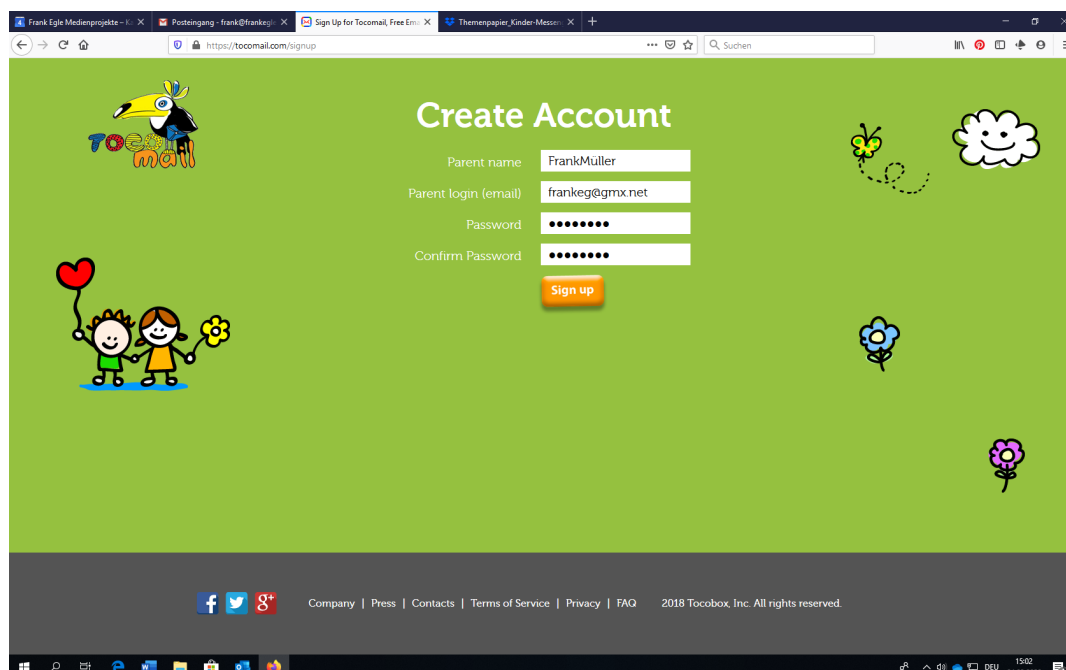 Frank Egle Medienprojekte – K
Posteingang - frank@frankegle
Sign Up for Tocomail, Free Ema
Themenpapier_Kinder-Messen
https://tocomail.com/signup
Suchen
TOCO
mail
Create Account
Parent name FrankMüller
Parent login (email) frankeg@gmx.net
Password ●●●●●●●●
Confirm Password ●●●●●●●●
Sign up
Company | Press | Contacts | Terms of Service | Privacy | FAQ 2018 Tocobox, Inc. All rights reserved.
DEU 15:02